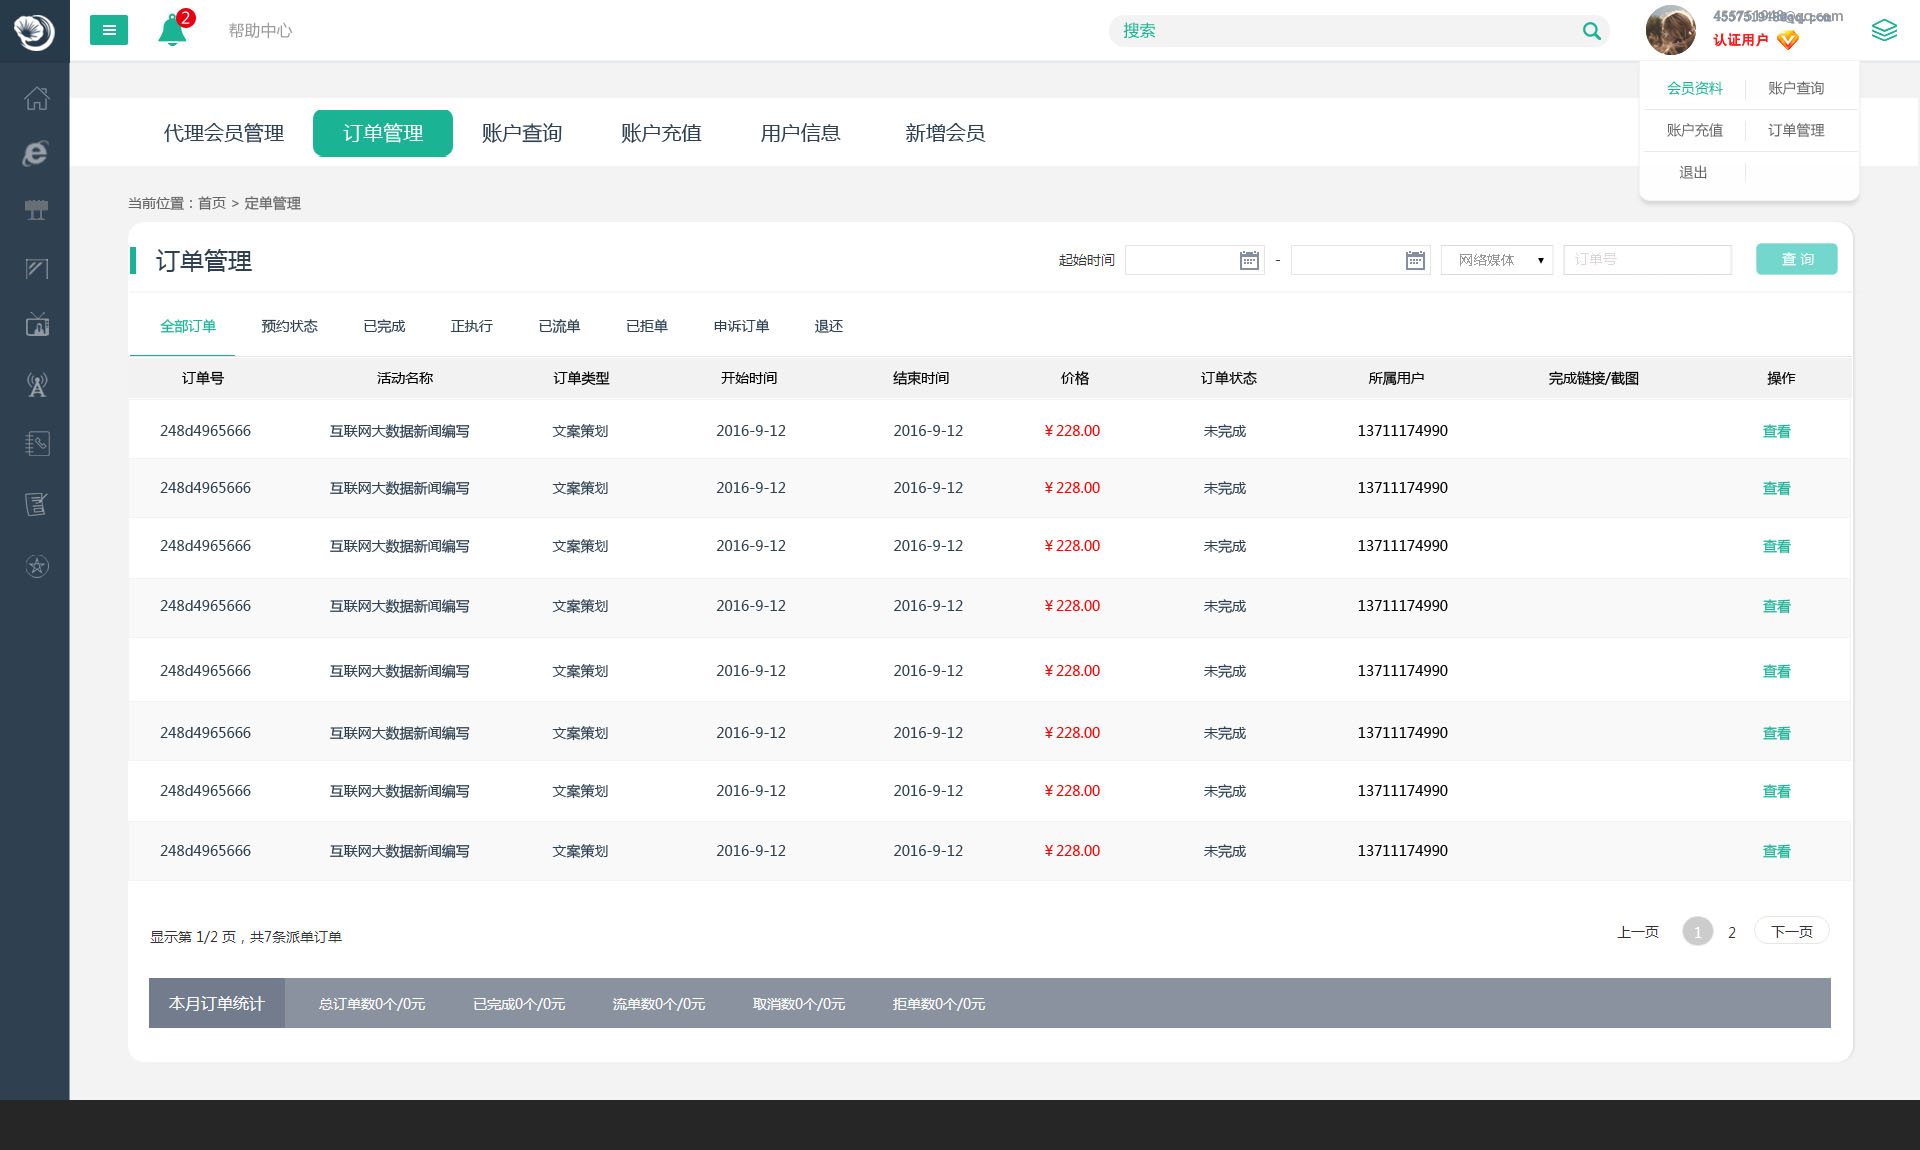 2
帮助中心
搜索
认证用户
会员资料 账户查询
账户充值 订单管理
退出
代理会员管理 订单管理 账户查询 账户充值 用户信息 新增会员
当前位置：首页 > 定单管理
订单管理 起始时间 - 网络媒体 订单号 查 询
全部订单 预约状态 已完成 正执行 已流单 已拒单 申诉订单 退还
订单号 活动名称 订单类型 开始时间 结束时间 价格 订单状态 所属用户 完成链接/截图 操作
248d4965666 互联网大数据新闻编写 文案策划 2016-9-12 2016-9-12 ¥ 228.00 未完成 13711174990 查看
248d4965666 互联网大数据新闻编写 文案策划 2016-9-12 2016-9-12 ¥ 228.00 未完成 13711174990 查看
248d4965666 互联网大数据新闻编写 文案策划 2016-9-12 2016-9-12 ¥ 228.00 未完成 13711174990 查看
248d4965666 互联网大数据新闻编写 文案策划 2016-9-12 2016-9-12 ¥ 228.00 未完成 13711174990 查看
248d4965666 互联网大数据新闻编写 文案策划 2016-9-12 2016-9-12 ¥ 228.00 未完成 13711174990 查看
248d4965666 互联网大数据新闻编写 文案策划 2016-9-12 2016-9-12 ¥ 228.00 未完成 13711174990 查看
248d4965666 互联网大数据新闻编写 文案策划 2016-9-12 2016-9-12 ¥ 228.00 未完成 13711174990 查看
248d4965666 互联网大数据新闻编写 文案策划 2016-9-12 2016-9-12 ¥ 228.00 未完成 13711174990 查看
显示第 1/2 页，共7条派单订单 上一页 1 2 下一页
本月订单统计 总订单数0个/0元 已完成0个/0元 流单数0个/0元 取消数0个/0元 拒单数0个/0元